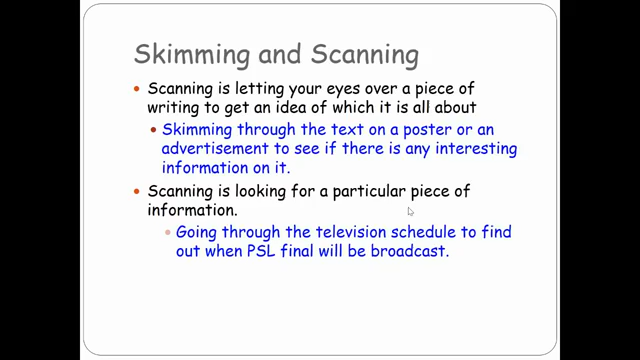 Skimming and Scanning
• Scanning is letting your eyes over a piece of
writing to get an idea of which it is all about
• Skimming through the text on a poster or an
advertisement to see if there is any interesting
information on it.
• Scanning is looking for a particular piece of
information.
• Going through the television schedule to find
out when PSL final will be broadcast.